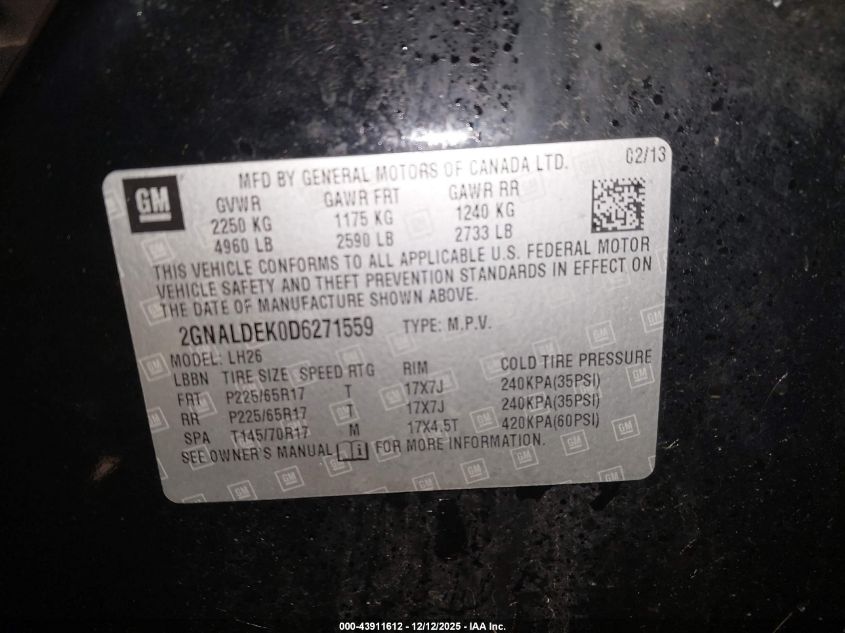 GM
MFD BY GENERAL MOTORS OF CANADA LTD. 02/13
GVWR GAWR FRT GAWR RR
2250 KG 1175 KG 1240 KG
4960 LB 2590 LB 2733 LB
THIS VEHICLE CONFORMS TO ALL APPLICABLE U.S. FEDERAL MOTOR
VEHICLE SAFETY AND THEFT PREVENTION STANDARDS IN EFFECT ON
THE DATE OF MANUFACTURE SHOWN ABOVE.
2GNALDEK0D6271559 TYPE: M.P.V.
MODEL: LH26
LBBN TIRE SIZE SPEED RTG RIM COLD TIRE PRESSURE
FRT P225/65R17 T 17X7J 240KPA(35PSI)
RR P225/65R17 T 17X7J 240KPA(35PSI)
SPA T145/70R17 M 17X4.5T 420KPA(60PSI)
SEE OWNER'S MANUAL FOR MORE INFORMATION.
000-43911612 - 12/12/2025 - IAA Inc.